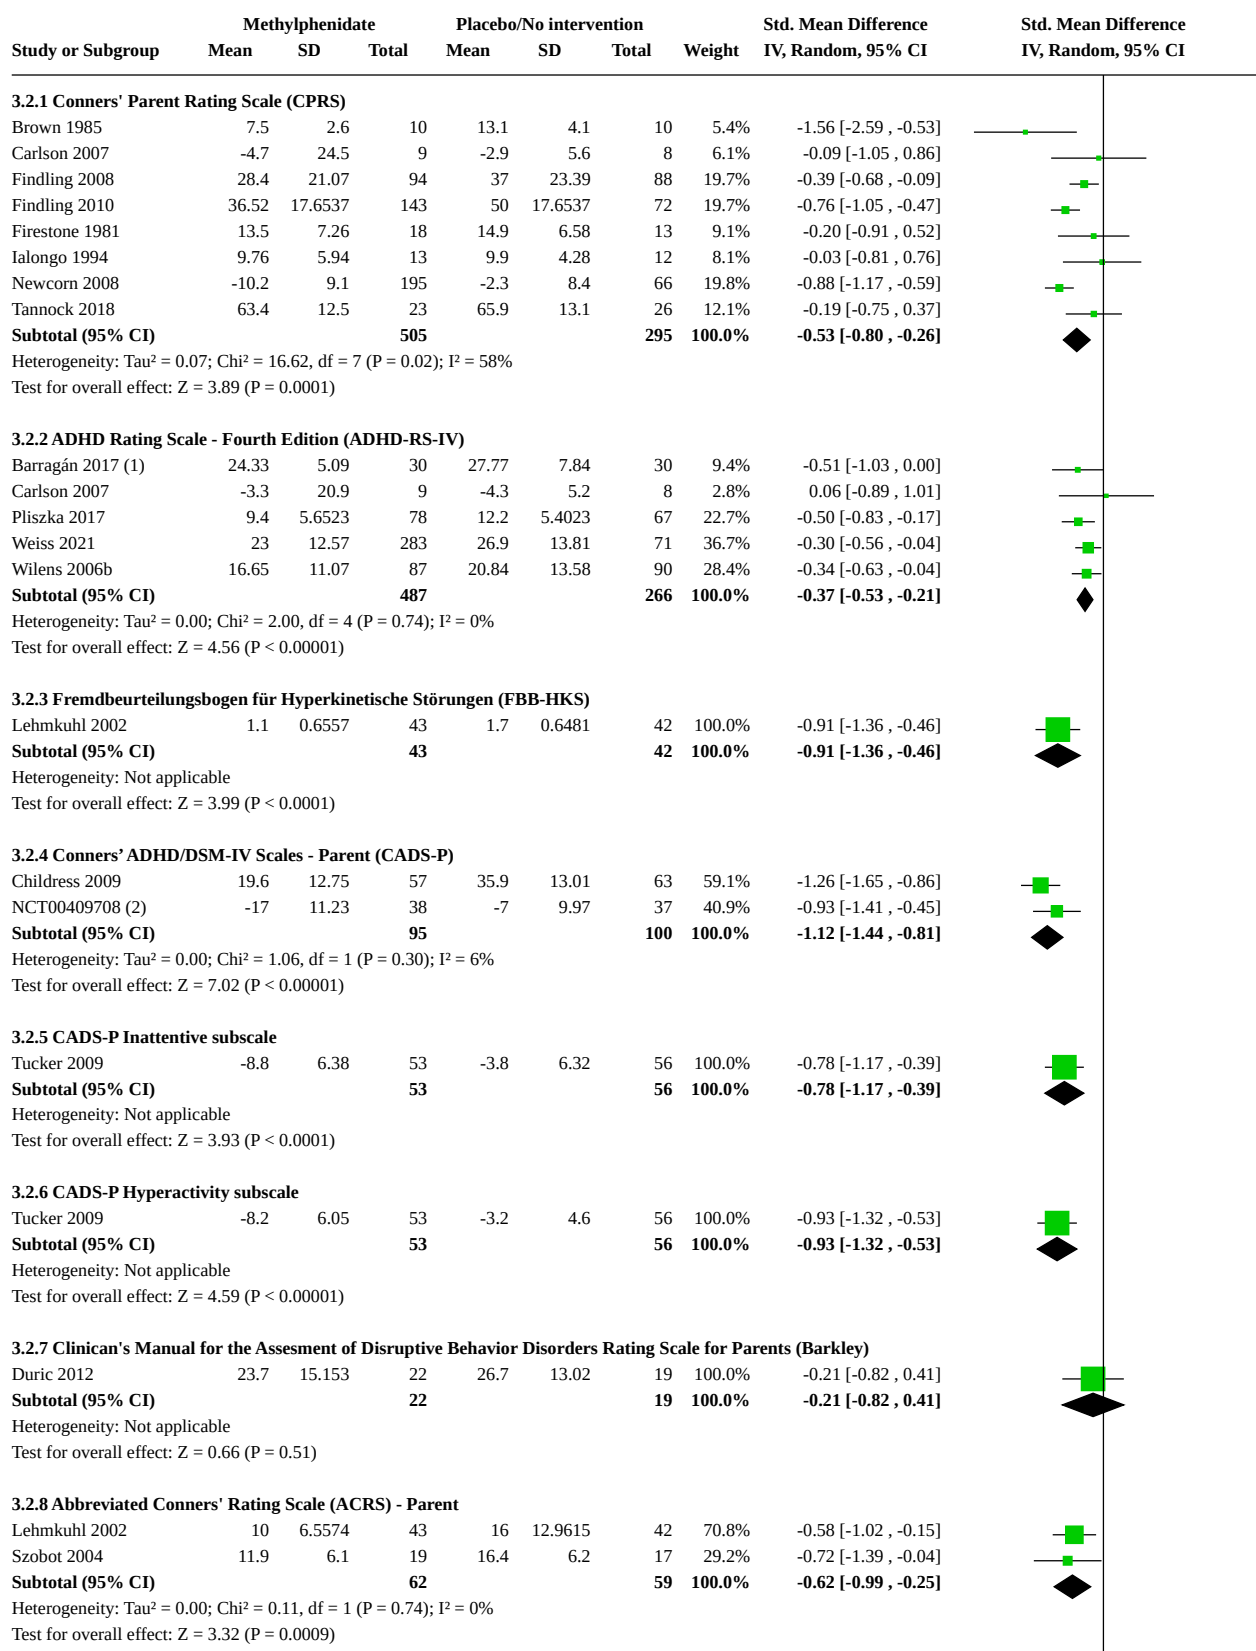 Methylphenidate Placebo/No intervention Std. Mean Difference Std. Mean Difference
Study or Subgroup Mean SD Total Mean SD Total Weight IV, Random, 95% CI IV, Random, 95% CI
3.2.1 Conners' Parent Rating Scale (CPRS)
Brown 1985 7.5 2.6 10 13.1 4.1 10 5.4% -1.56 [-2.59 , -0.53]
Carlson 2007 -4.7 24.5 9 -2.9 5.6 8 6.1% -0.09 [-1.05 , 0.86]
Findling 2008 28.4 21.07 94 37 23.39 88 19.7% -0.39 [-0.68 , -0.09]
Findling 2010 36.52 17.6537 143 50 17.6537 72 19.7% -0.76 [-1.05 , -0.47]
Firestone 1981 13.5 7.26 18 14.9 6.58 13 9.1% -0.20 [-0.91 , 0.52]
Ialongo 1994 9.76 5.94 13 9.9 4.28 12 8.1% -0.03 [-0.81 , 0.76]
Newcorn 2008 -10.2 9.1 195 -2.3 8.4 66 19.8% -0.88 [-1.17 , -0.59]
Tannock 2018 63.4 12.5 23 65.9 13.1 26 12.1% -0.19 [-0.75 , 0.37]
Subtotal (95% CI) 505 295 100.0% -0.53 [-0.80 , -0.26]
Heterogeneity: Tau² = 0.07; Chi² = 16.62, df = 7 (P = 0.02); I² = 58%
Test for overall effect: Z = 3.89 (P = 0.0001)
3.2.2 ADHD Rating Scale - Fourth Edition (ADHD-RS-IV)
Barragán 2017 (1) 24.33 5.09 30 27.77 7.84 30 9.4% -0.51 [-1.03 , 0.00]
Carlson 2007 -3.3 20.9 9 -4.3 5.2 8 2.8% 0.06 [-0.89 , 1.01]
Pliszka 2017 9.4 5.6523 78 12.2 5.4023 67 22.7% -0.50 [-0.83 , -0.17]
Weiss 2021 23 12.57 283 26.9 13.81 71 36.7% -0.30 [-0.56 , -0.04]
Wilens 2006b 16.65 11.07 87 20.84 13.58 90 28.4% -0.34 [-0.63 , -0.04]
Subtotal (95% CI) 487 266 100.0% -0.37 [-0.53 , -0.21]
Heterogeneity: Tau² = 0.00; Chi² = 2.00, df = 4 (P = 0.74); I² = 0%
Test for overall effect: Z = 4.56 (P < 0.00001)
3.2.3 Fremdbeurteilungsbogen für Hyperkinetische Störungen (FBB-HKS)
Lehmkuhl 2002 1.1 0.6557 43 1.7 0.6481 42 100.0% -0.91 [-1.36 , -0.46]
Subtotal (95% CI) 43 42 100.0% -0.91 [-1.36 , -0.46]
Heterogeneity: Not applicable
Test for overall effect: Z = 3.99 (P < 0.0001)
3.2.4 Conners’ ADHD/DSM-IV Scales - Parent (CADS-P)
Childress 2009 19.6 12.75 57 35.9 13.01 63 59.1% -1.26 [-1.65 , -0.86]
NCT00409708 (2) -17 11.23 38 -7 9.97 37 40.9% -0.93 [-1.41 , -0.45]
Subtotal (95% CI) 95 100 100.0% -1.12 [-1.44 , -0.81]
Heterogeneity: Tau² = 0.00; Chi² = 1.06, df = 1 (P = 0.30); I² = 6%
Test for overall effect: Z = 7.02 (P < 0.00001)
3.2.5 CADS-P Inattentive subscale
Tucker 2009 -8.8 6.38 53 -3.8 6.32 56 100.0% -0.78 [-1.17 , -0.39]
Subtotal (95% CI) 53 56 100.0% -0.78 [-1.17 , -0.39]
Heterogeneity: Not applicable
Test for overall effect: Z = 3.93 (P < 0.0001)
3.2.6 CADS-P Hyperactivity subscale
Tucker 2009 -8.2 6.05 53 -3.2 4.6 56 100.0% -0.93 [-1.32 , -0.53]
Subtotal (95% CI) 53 56 100.0% -0.93 [-1.32 , -0.53]
Heterogeneity: Not applicable
Test for overall effect: Z = 4.59 (P < 0.00001)
3.2.7 Clinican's Manual for the Assesment of Disruptive Behavior Disorders Rating Scale for Parents (Barkley)
Duric 2012 23.7 15.153 22 26.7 13.02 19 100.0% -0.21 [-0.82 , 0.41]
Subtotal (95% CI) 22 19 100.0% -0.21 [-0.82 , 0.41]
Heterogeneity: Not applicable
Test for overall effect: Z = 0.66 (P = 0.51)
3.2.8 Abbreviated Conners' Rating Scale (ACRS) - Parent
Lehmkuhl 2002 10 6.5574 43 16 12.9615 42 70.8% -0.58 [-1.02 , -0.15]
Szobot 2004 11.9 6.1 19 16.4 6.2 17 29.2% -0.72 [-1.39 , -0.04]
Subtotal (95% CI) 62 59 100.0% -0.62 [-0.99 , -0.25]
Heterogeneity: Tau² = 0.00; Chi² = 0.11, df = 1 (P = 0.74); I² = 0%
Test for overall effect: Z = 3.32 (P = 0.0009)